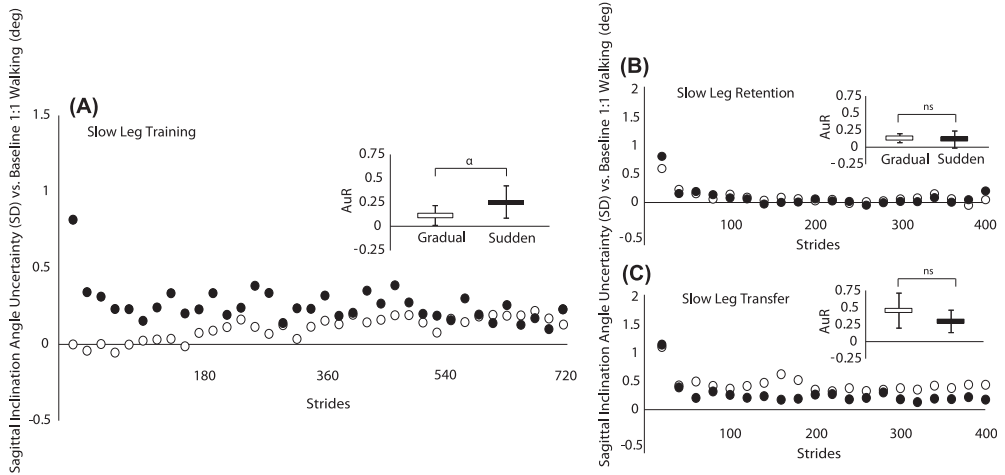 Sagittal Inclination Angle Uncertainty (SD) vs. Baseline 1:1 Walking (deg)
(A)
Slow Leg Training
1.5
1
0.5
0
-0.5
180
360
540
720
Strides
AuR
0.75
0.5
0.25
0
-0.25
α
Gradual
Sudden
Sagittal Inclination Angle Uncertainty (SD) vs. Baseline 1:1 Walking (deg)
(B)
Slow Leg Retention
2
1.5
1
0.5
0
-0.5
100
200
300
400
Strides
AuR
0.75
0.5
0.25
0
-0.25
ns
Gradual
Sudden
(C)
Slow Leg Transfer
2
1.5
1
0.5
0
-0.5
100
200
300
400
Strides
AuR
0.75
0.5
0.25
0
-0.25
ns